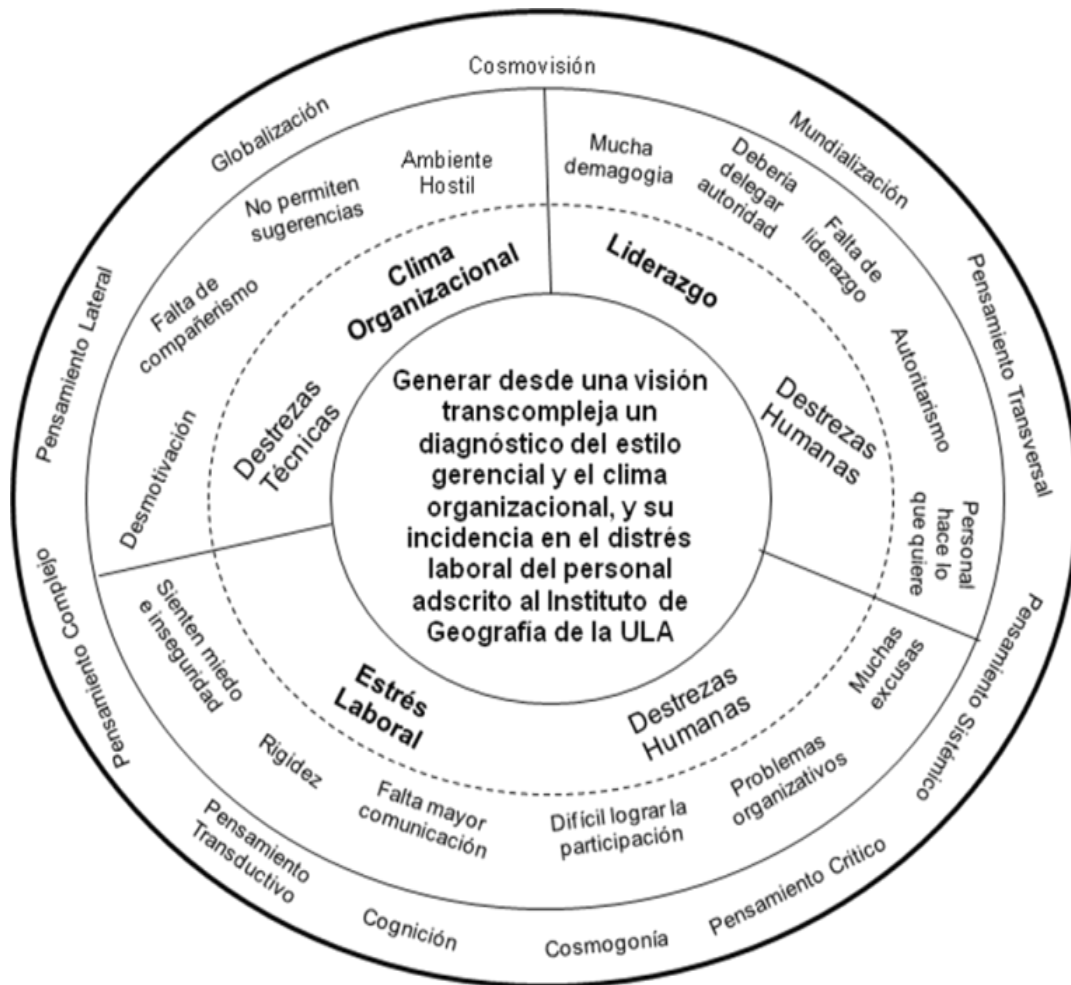 Cosmovisión
Mundialización
Pensamiento Transversal
Pensamiento Sistémico
Pensamiento Crítico
Cosmogonía
Cognición
Pensamiento
Transductivo
Pensamiento Complejo
Pensamiento Lateral
Globalización
Mucha
demagogia
Debería
delegar
autoridad
Falta de
liderazgo
Autoritarismo
Personal
hace lo
que quiere
Muchas
excusas
Problemas
organizativos
Difícil lograr la
participación
Falta mayor
comunicación
Rigidez
Sienten miedo
e inseguridad
Desmotivación
Falta de
compañerismo
No permiten
sugerencias
Ambiente
Hostil
Clima
Organizacional
Liderazgo
Destrezas
Humanas
Destrezas
Humanas
Estrés
Laboral
Destrezas
Técnicas
Generar desde una visión
transcompleja un
diagnóstico del estilo
gerencial y el clima
organizacional, y su
incidencia en el distrés
laboral del personal
adscrito al Instituto de
Geografía de la ULA